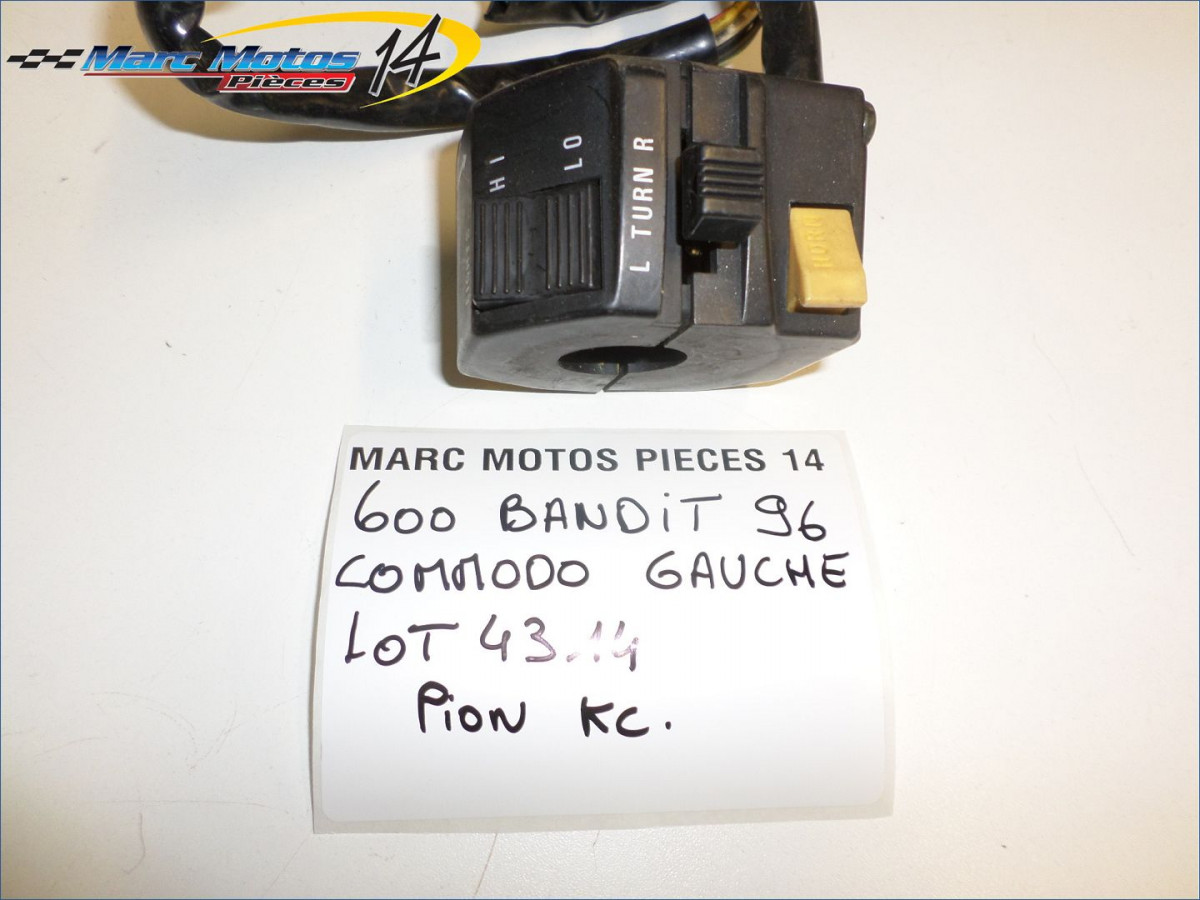 Marc Motos 14
Pièces
HI
LO
L TURN R
TURN
MARC MOTOS PIECES 14
600 BANDIT 96
COMMODO GAUCHE
LOT 43.14
PION KC.